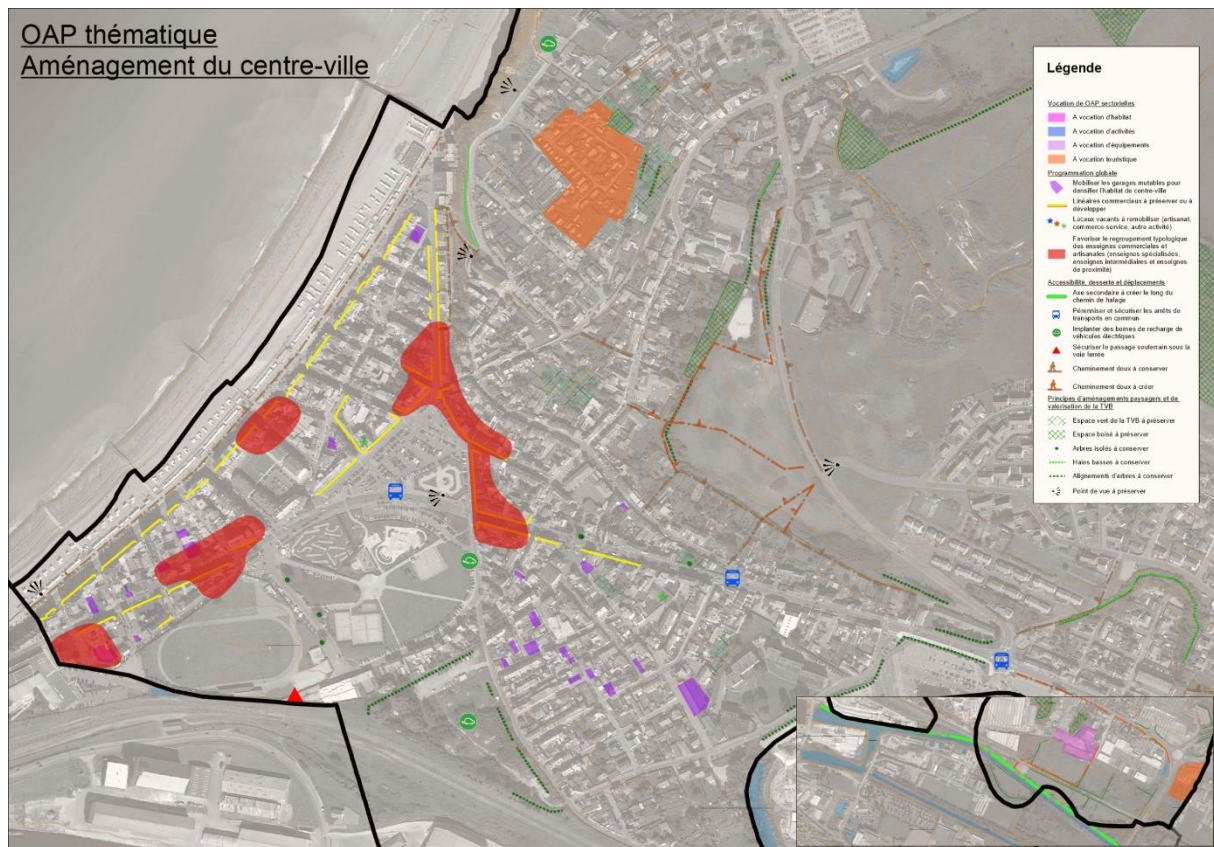 OAP thématique
Aménagement du centre-ville
Légende
Vocation de OAP sectorielles
A vocation d'habitat
A vocation d'activités
A vocation d'équipements
A vocation touristique
Programmation globale
Mobiliser les garages mutables pour
densifier l'habitat de centre-ville
Linéaires commerciaux à préserver ou à
développer
Locaux vacants à remobiliser (artisanat,
commerce-service, autre activité)
Favoriser le regroupement typologique
des enseignes commerciales et
artisanales (enseignes spécialisées,
enseignes intermédiaires et enseignes
de proximité)
Accessibilité, desserte et déplacements
Axe secondaire à créer le long du
chemin de halage
Pérenniser et sécuriser les arrêts de
transports en commun
Implanter des bornes de recharge de
véhicules électriques
Sécuriser le passage souterrain sous la
voie ferrée
Cheminement doux à conserver
Cheminement doux à créer
Principes d'aménagements paysagers et de
valorisation de la TVB
Espace vert de la TVB à préserver
Espace boisé à préserver
Arbres isolés à conserver
Haies basses à conserver
Alignements d'arbres à conserver
Point de vue à préserver